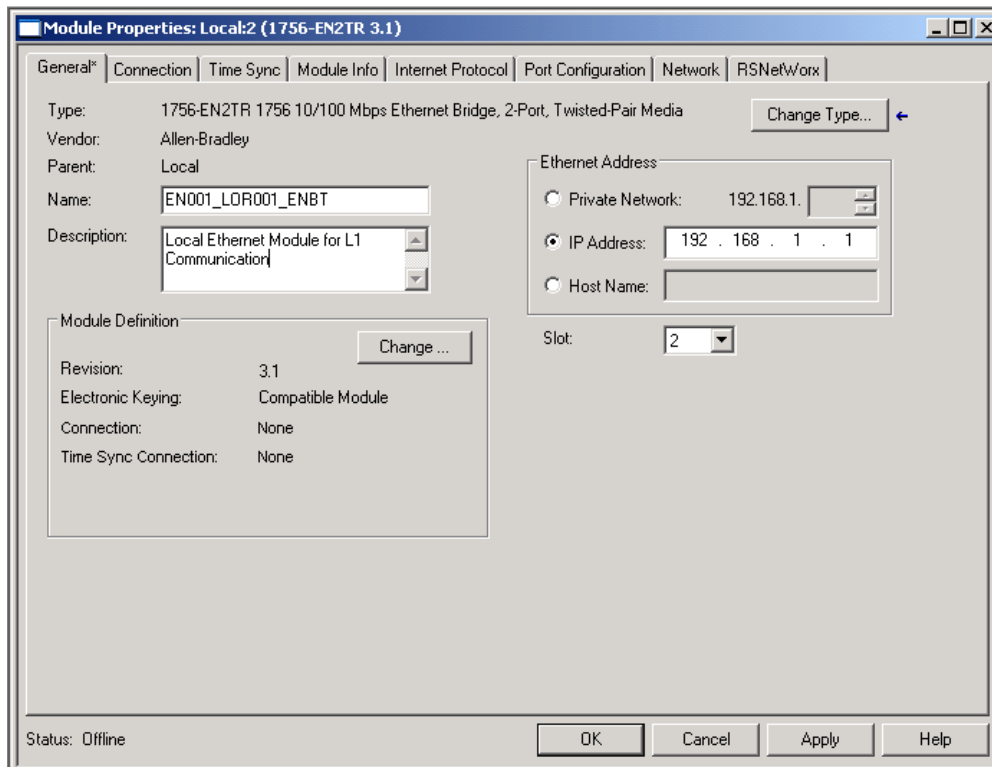 Module Properties: Local:2 (1756-EN2TR 3.1)
General* Connection Time Sync Module Info Internet Protocol Port Configuration Network RSNetWorx
Type: 1756-EN2TR 1756 10/100 Mbps Ethernet Bridge, 2-Port, Twisted-Pair Media
Change Type...
Vendor: Allen-Bradley
Parent: Local
Name: EN001_LOR001_ENBT
Description: Local Ethernet Module for L1
Communication
Ethernet Address
Private Network: 192.168.1.
IP Address: 192 . 168 . 1 . 1
Host Name:
Slot: 2
Module Definition
Change ...
Revision: 3.1
Electronic Keying: Compatible Module
Connection: None
Time Sync Connection: None
Status: Offline
OK Cancel Apply Help